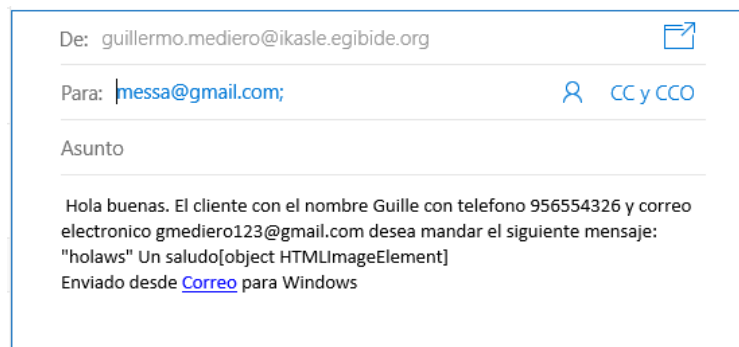 De: guillermo.mediero@ikasle.egibide.org
Para: messa@gmail.com; CC y CCO
Asunto
Hola buenas. El cliente con el nombre Guille con telefono 956554326 y correo
electronico gmediero123@gmail.com desea mandar el siguiente mensaje:
"holaws" Un saludo[object HTMLImageElement]
Enviado desde Correo para Windows